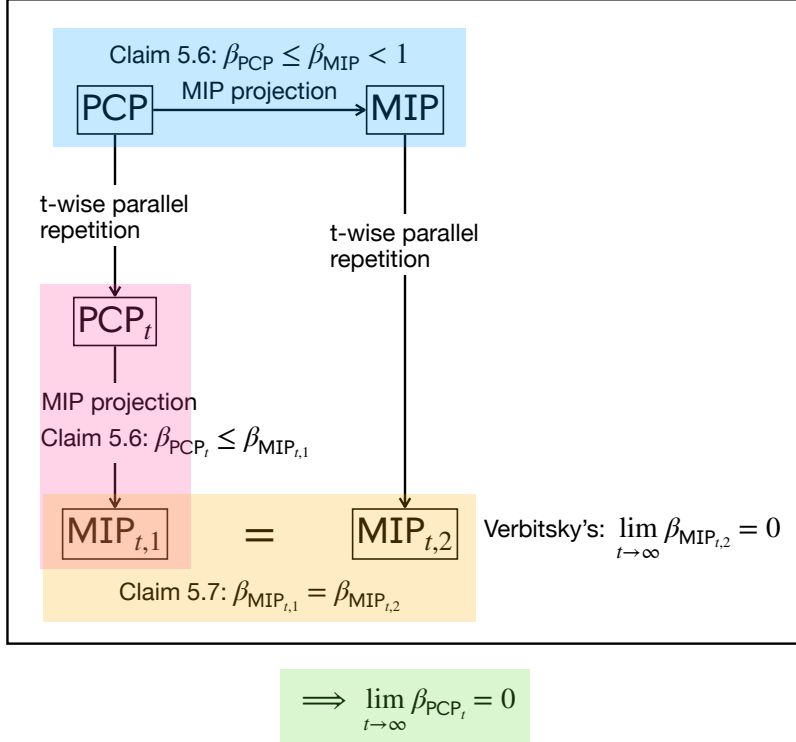 Claim 5.6: β_PCP ≤ β_MIP < 1
MIP projection
PCP
MIP
t-wise parallel
repetition
t-wise parallel
repetition
PCP_t
MIP projection
Claim 5.6: β_PCP_t ≤ β_MIP_t,1
MIP_t,1
=
MIP_t,2
Verbitsky's: lim_{t→∞} β_MIP_t,2 = 0
Claim 5.7: β_MIP_t,1 = β_MIP_t,2
⟹ lim_{t→∞} β_PCP_t = 0